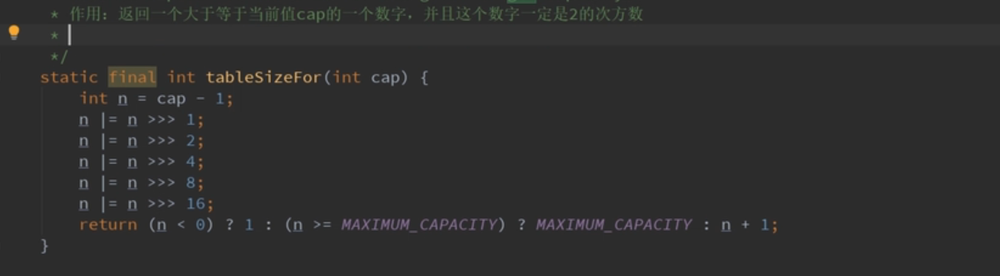 * 作用：返回一个大于等于当前值cap的一个数字，并且这个数字一定是2的次方数
*
*/
static final int tableSizeFor(int cap) {
int n = cap - 1;
n |= n >>> 1;
n |= n >>> 2;
n |= n >>> 4;
n |= n >>> 8;
n |= n >>> 16;
return (n < 0) ? 1 : (n >= MAXIMUM_CAPACITY) ? MAXIMUM_CAPACITY : n + 1;
}